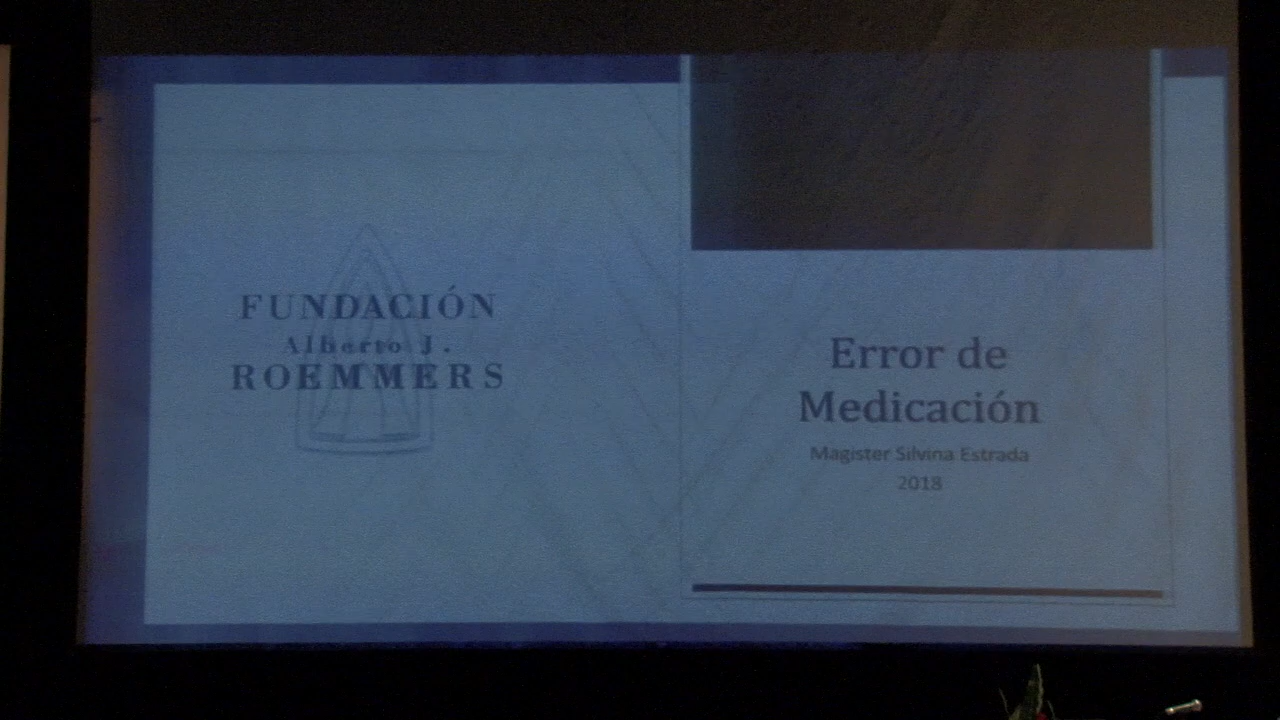 FUNDACIÓN
Alberto J.
ROEMMERS
Error de
Medicación
Magister Silvina Estrada
2018